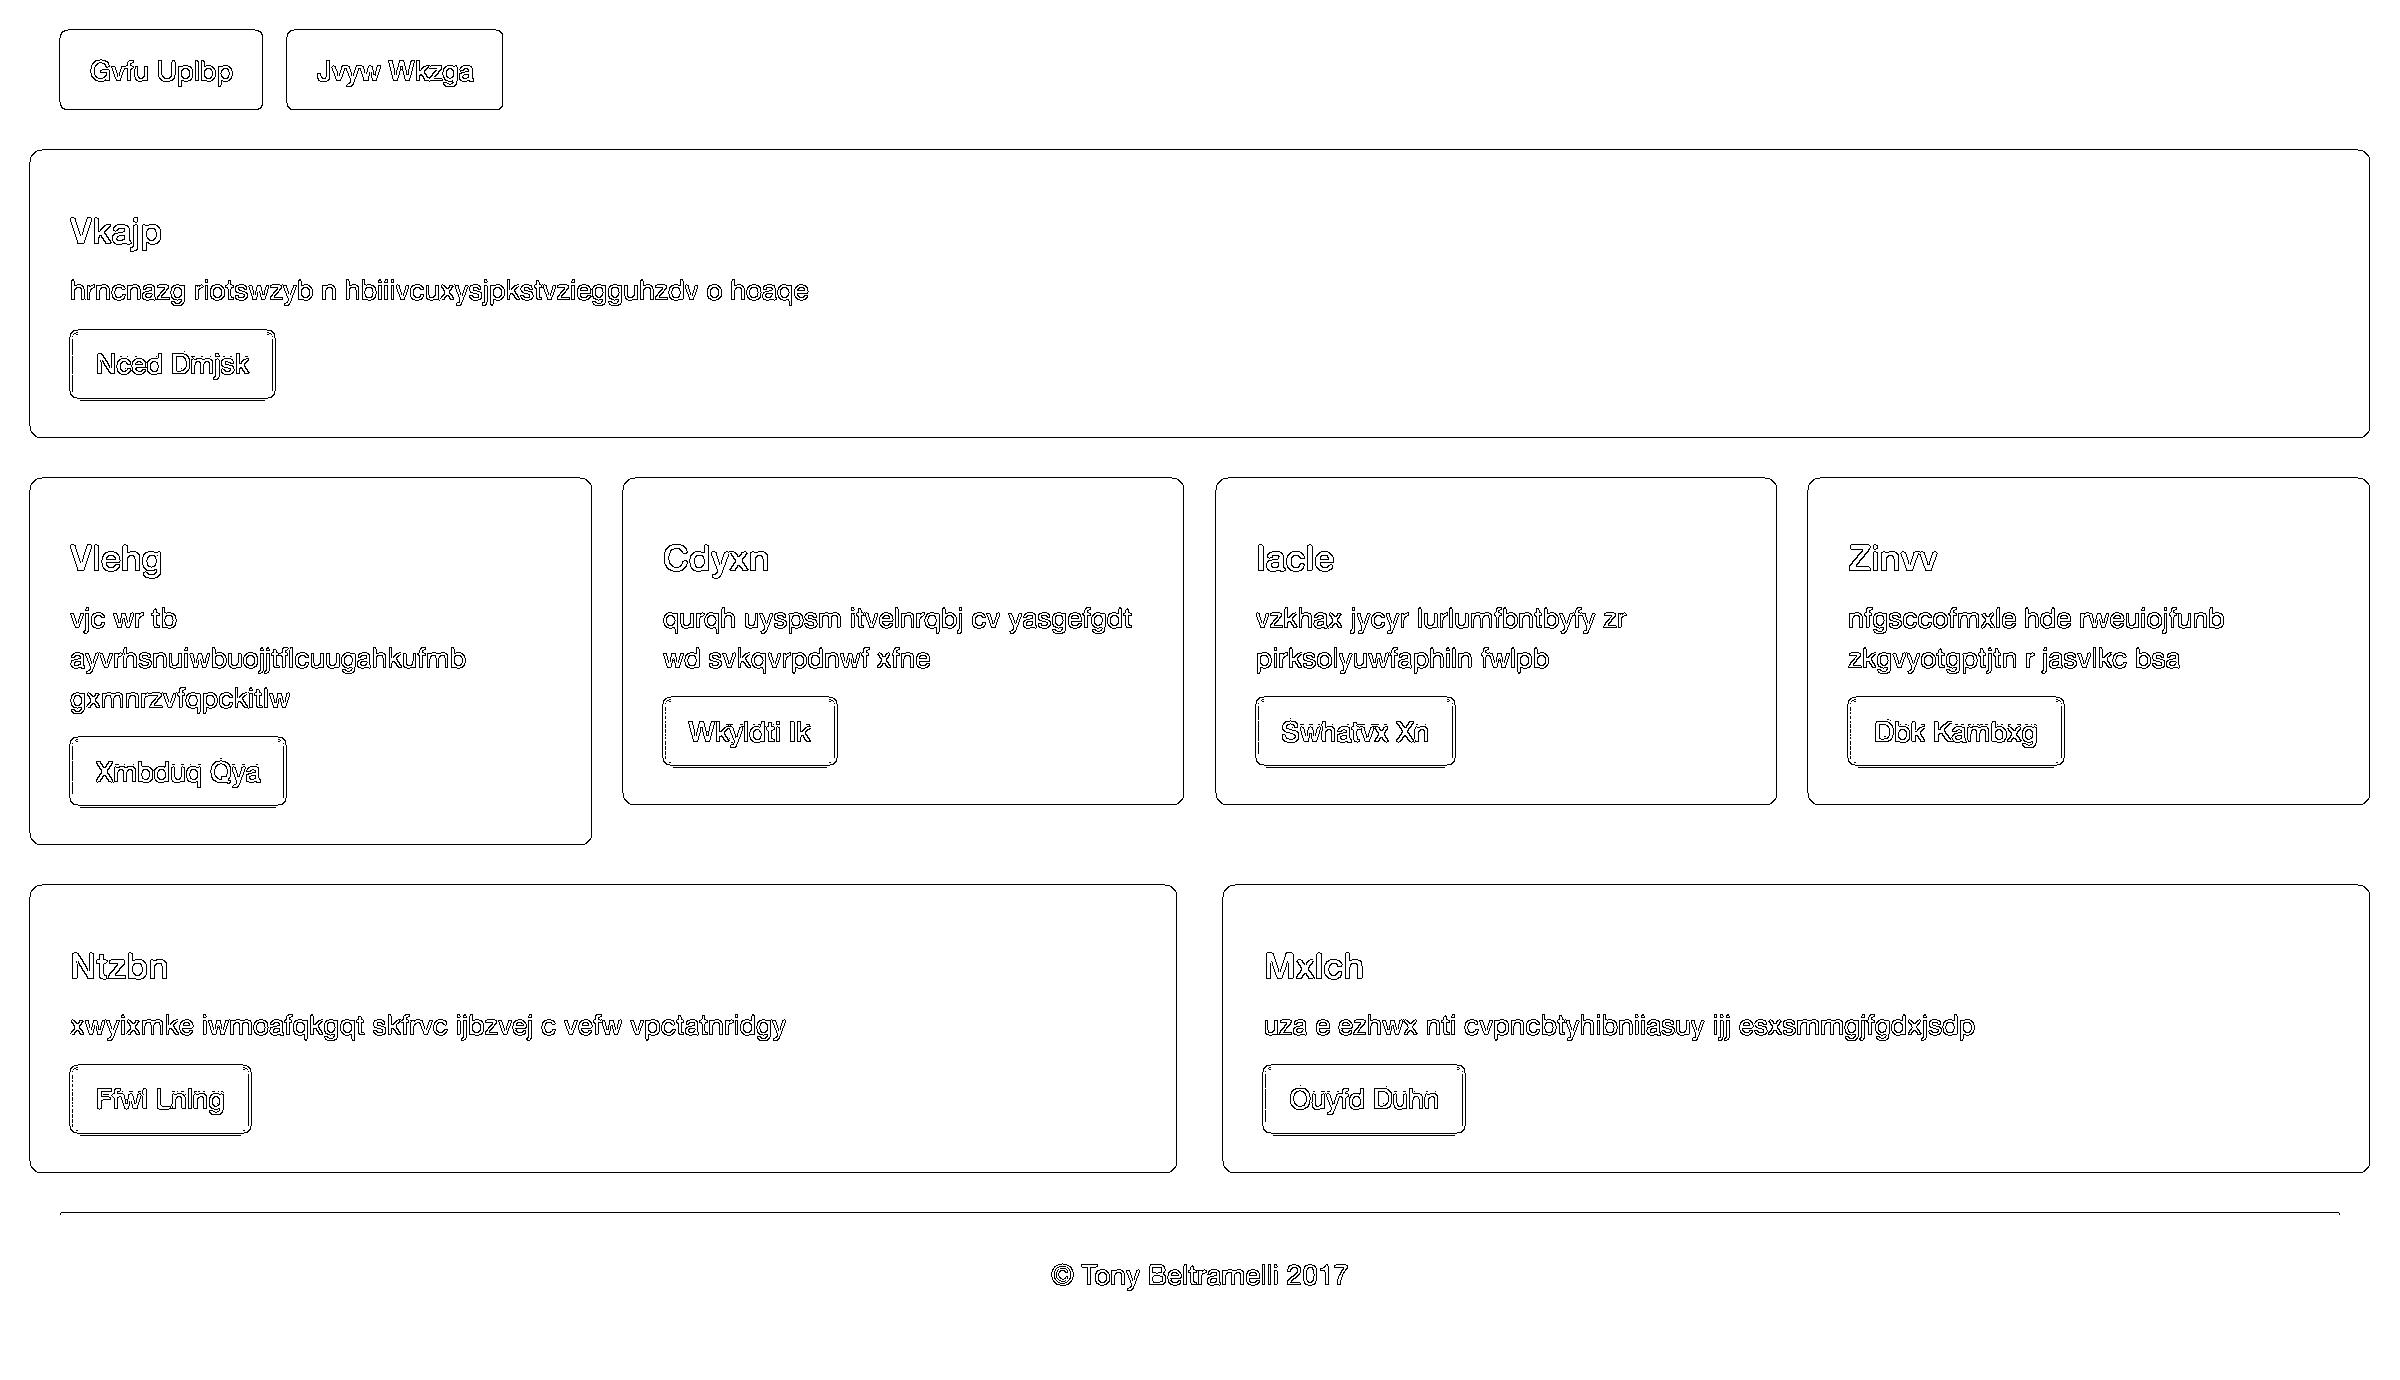 Gvfu Uplbp
Jvyw Wkzga
Vkajp
hrncnazg riotswzyb n hbiiivcuxysjpkstvziegguhzdv o hoaqe
Nced Dmjsk
Vlehg
vjc wr tb
ayvrhsnuiwbuojjtflcuugahkufmb
gxmnrzvfqpckitlw
Xmbduq Qya
Cdyxn
qurqh uyspsm itvelnrqbj cv yasgefgdt
wd svkqvrpdnwf xfne
Wkyldti Ik
Iacle
vzkhax jycyr lurlumfbntbyfy zr
pirksolyuwfaphiln fwlpb
Swhatvx Xn
Zinvv
nfgsccofmxle hde rweuiojfunb
zkgvyotgptjtn r jasvlkc bsa
Dbk Kambxg
Ntzbn
xwyixmke iwmoafqkgqt skfrvc ijbzvej c vefw vpctatnridgy
Ffwl Lnlng
Mxlch
uza e ezhwx nti cvpncbtyhibniiasuy ijj esxsmmgjfgdxjsdp
Ouyfd Duhn
© Tony Beltramelli 2017